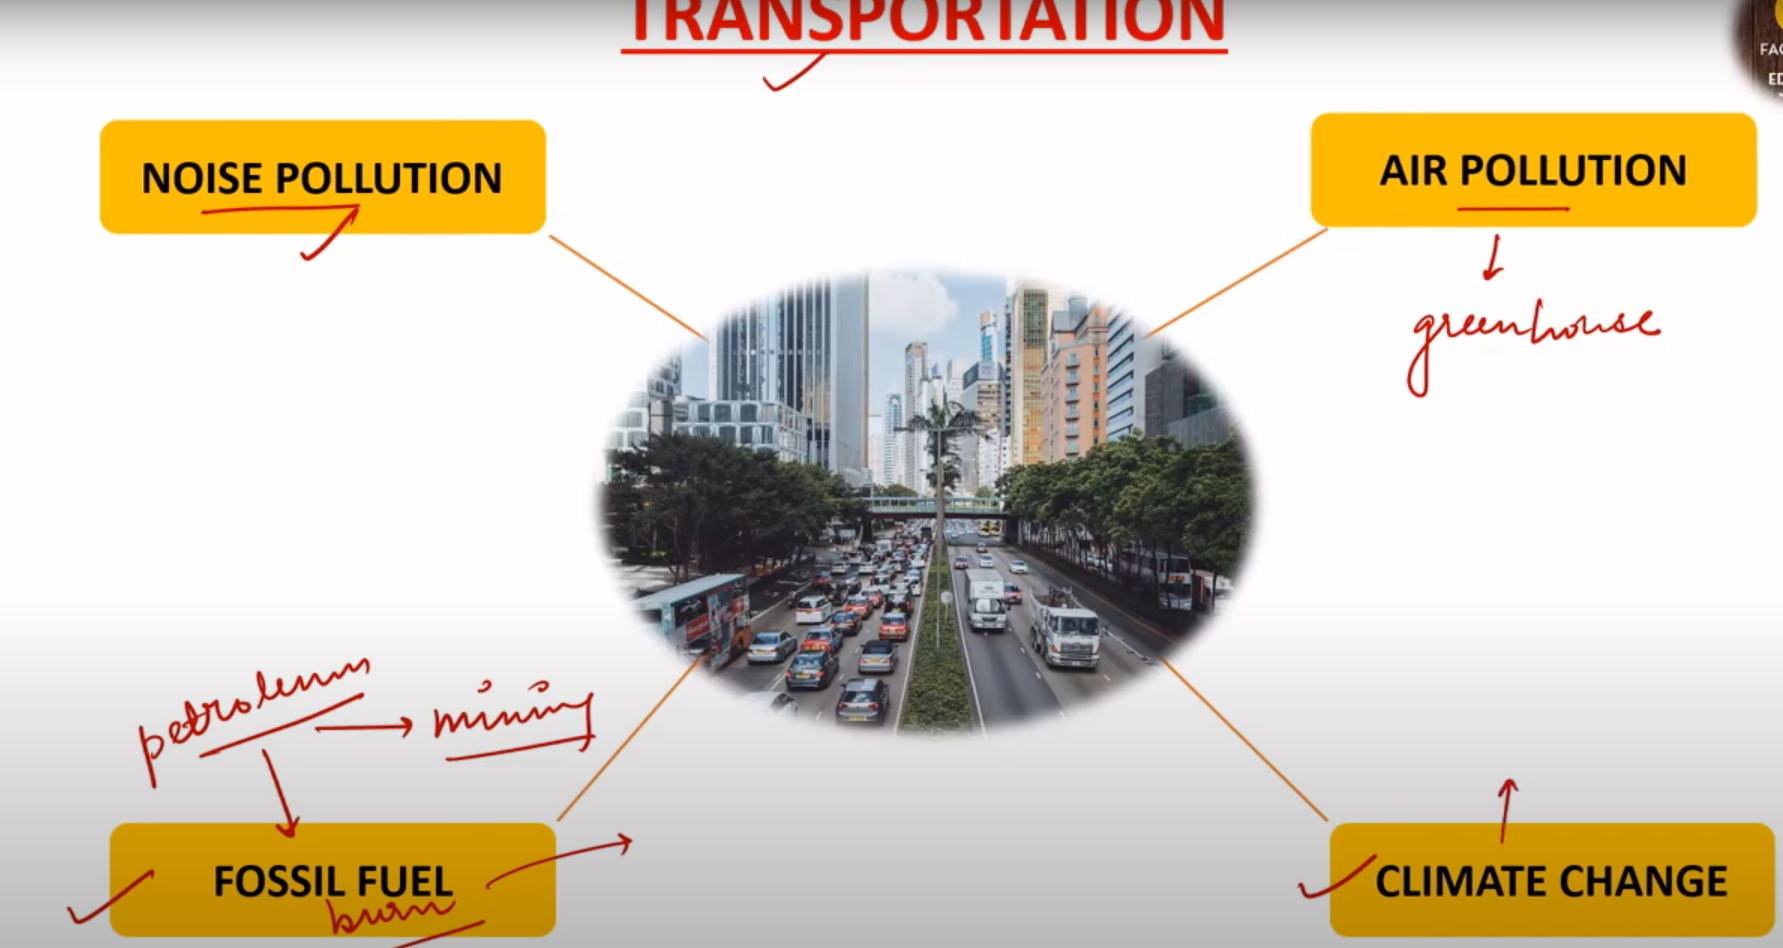 TRANSPORTATION
NOISE POLLUTION
AIR POLLUTION
greenhouse
petroleum
mining
FOSSIL FUEL
burn
CLIMATE CHANGE